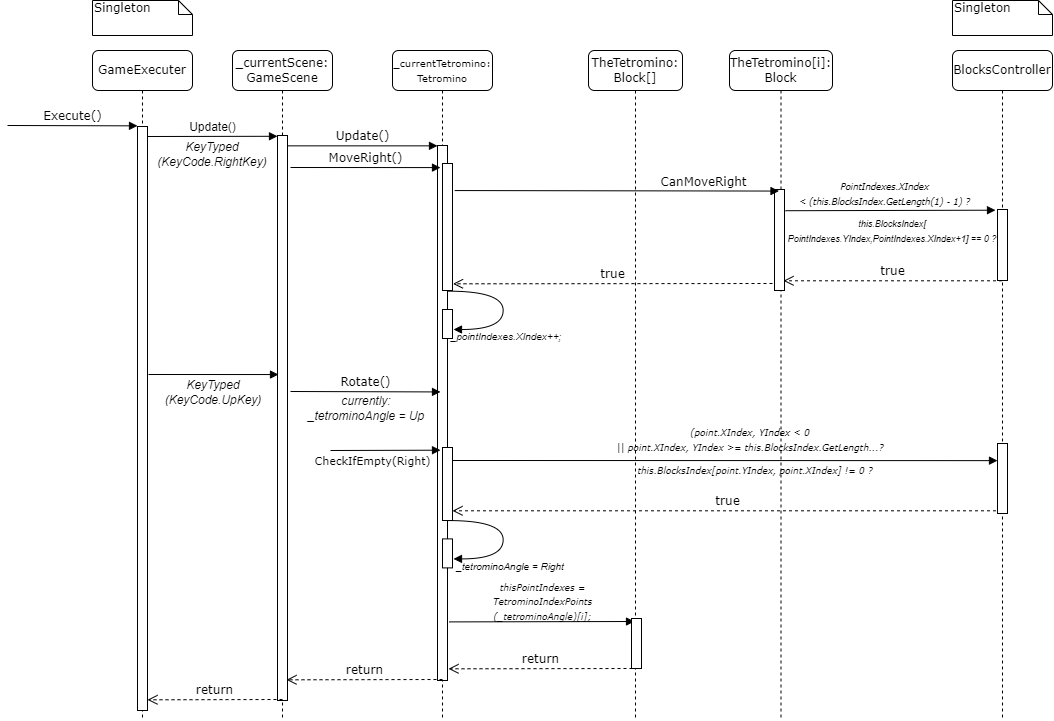 Singleton
Singleton
GameExecuter
_currentScene:
GameScene
_currentTetromino:
Tetromino
TheTetromino:
Block[]
TheTetromino[i]:
Block
BlocksController
Execute()
Update()
KeyTyped
(KeyCode.RightKey)
Update()
MoveRight()
CanMoveRight
PointIndexes.XIndex
< (this.BlocksIndex.GetLength(1) - 1) ?
this.BlocksIndex[
PointIndexes.YIndex,PointIndexes.XIndex+1] == 0 ?
true
true
_pointIndexes.XIndex++;
KeyTyped
(KeyCode.UpKey)
Rotate()
currently:
_tetrominoAngle = Up
CheckIfEmpty(Right)
(point.XIndex, YIndex < 0
|| point.XIndex, YIndex >= this.BlocksIndex.GetLength...?
this.BlocksIndex[point.YIndex, point.XIndex] != 0 ?
true
_tetrominoAngle = Right
thisPointIndexes =
TetrominoIndexPoints
(_tetrominoAngle)[i];
return
return
return